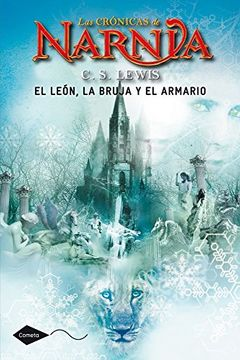 Las CRÓNICAS de
NARNIA
C. S. LEWIS
EL LEÓN, LA BRUJA Y EL ARMARIO
Cometa